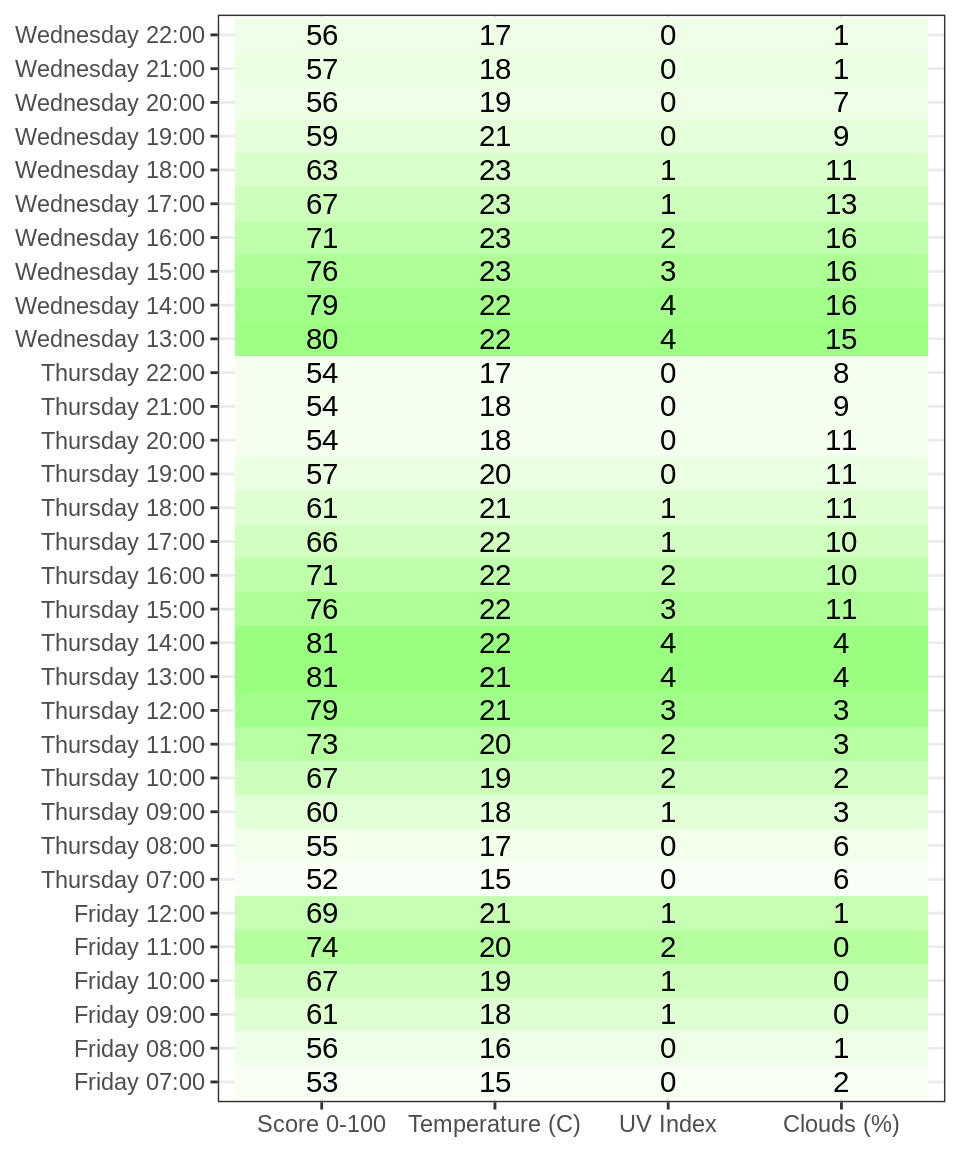 Wednesday 22:00 56 17 0 1
Wednesday 21:00 57 18 0 1
Wednesday 20:00 56 19 0 7
Wednesday 19:00 59 21 0 9
Wednesday 18:00 63 23 1 11
Wednesday 17:00 67 23 1 13
Wednesday 16:00 71 23 2 16
Wednesday 15:00 76 23 3 16
Wednesday 14:00 79 22 4 16
Wednesday 13:00 80 22 4 15
Thursday 22:00 54 17 0 8
Thursday 21:00 54 18 0 9
Thursday 20:00 54 18 0 11
Thursday 19:00 57 20 0 11
Thursday 18:00 61 21 1 11
Thursday 17:00 66 22 1 10
Thursday 16:00 71 22 2 10
Thursday 15:00 76 22 3 11
Thursday 14:00 81 22 4 4
Thursday 13:00 81 21 4 4
Thursday 12:00 79 21 3 3
Thursday 11:00 73 20 2 3
Thursday 10:00 67 19 2 2
Thursday 09:00 60 18 1 3
Thursday 08:00 55 17 0 6
Thursday 07:00 52 15 0 6
Friday 12:00 69 21 1 1
Friday 11:00 74 20 2 0
Friday 10:00 67 19 1 0
Friday 09:00 61 18 1 0
Friday 08:00 56 16 0 1
Friday 07:00 53 15 0 2
Score 0-100 Temperature (C) UV Index Clouds (%)